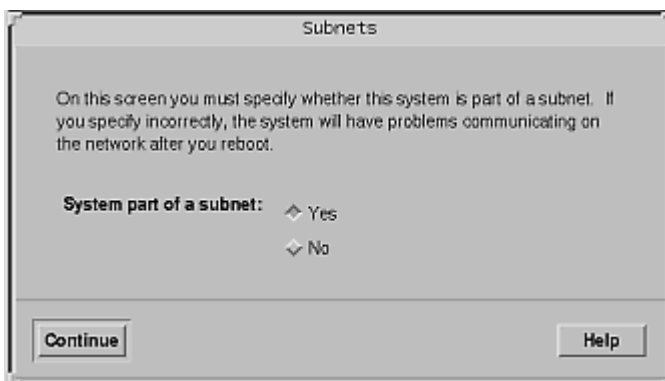 Subnets
On this screen you must specify whether this system is part of a subnet. If
you specify incorrectly, the system will have problems communicating on
the network after you reboot.
System part of a subnet:
Yes
No
Continue
Help